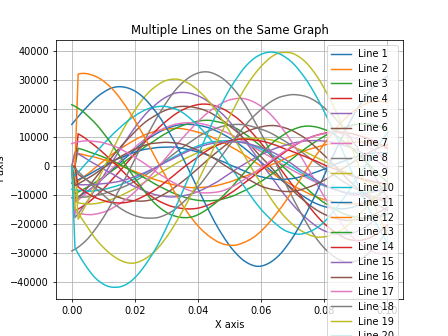 Multiple Lines on the Same Graph
40000
30000
20000
10000
0
−10000
−20000
−30000
−40000
0.00
0.02
0.04
0.06
X axis
Line 1
Line 2
Line 3
Line 4
Line 5
Line 6
Line 7
Line 8
Line 9
Line 10
Line 11
Line 12
Line 13
Line 14
Line 15
Line 16
Line 17
Line 18
Line 19
Line 20